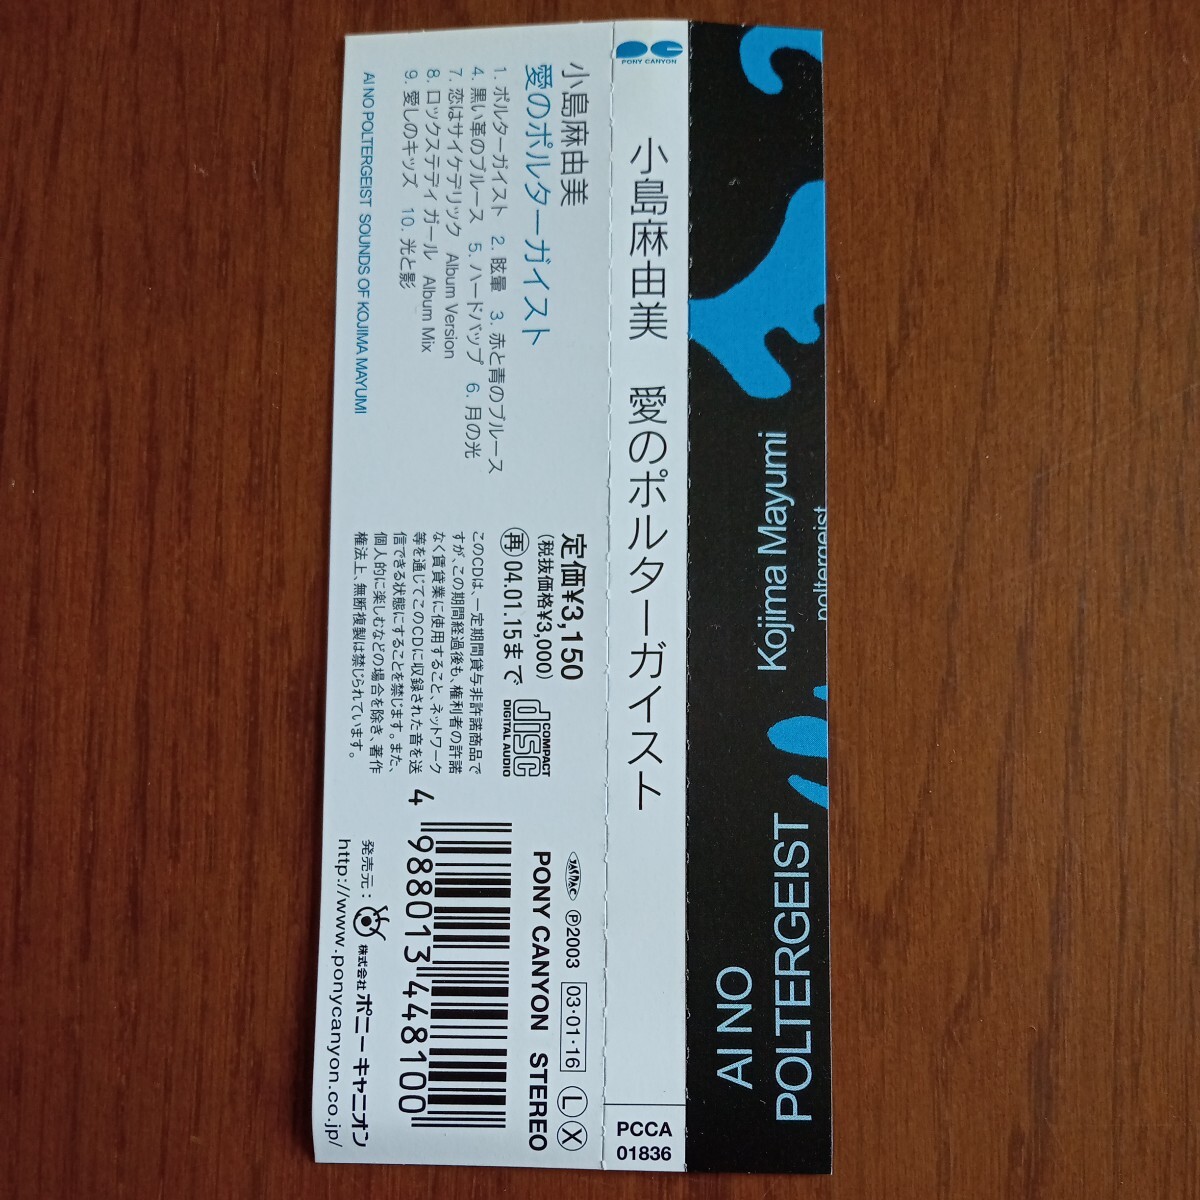 小島麻由美
愛のポルターガイスト
1. ポルターガイスト 2. 眩暈 3. 赤と青のブルース
4. 黒い革のブルース 5. ハードバップ 6. 月の光
7. 恋はサイケデリック Album Version
8. ロックステディ ガール Album Mix
9. 愛しのキッズ 10. 光と影
AI NO POLTERGEIST SOUNDS OF KOJIMA MAYUMI
定価¥3,150
(税抜価格¥3,000)
再 04.01.15まで
COMPACT
disc
DIGITAL AUDIO
このCDは、一定期間貸与非許諾商品で
すが、この期間経過後も、権利者の許諾
なく賃貸業に使用すること、ネットワーク
等を通じてこのCDに収録された音を送
信できる状態にすることを禁じます。また、
個人的に楽しむなどの場合を除き、著作
権法上、無断複製は禁じられています。
JASRAC
Ⓟ2003 03・01・16 Ⓛ Ⓧ
PONY CANYON STEREO
4 988013 448100
発売元: 株式会社 ポニーキャニオン
http://www.ponycanyon.co.jp/
PONY CANYON
小島麻由美 愛のポルターガイスト
PCCA
01836
Kojima Mayumi
poltergeist
AI NO
POLTERGEIST